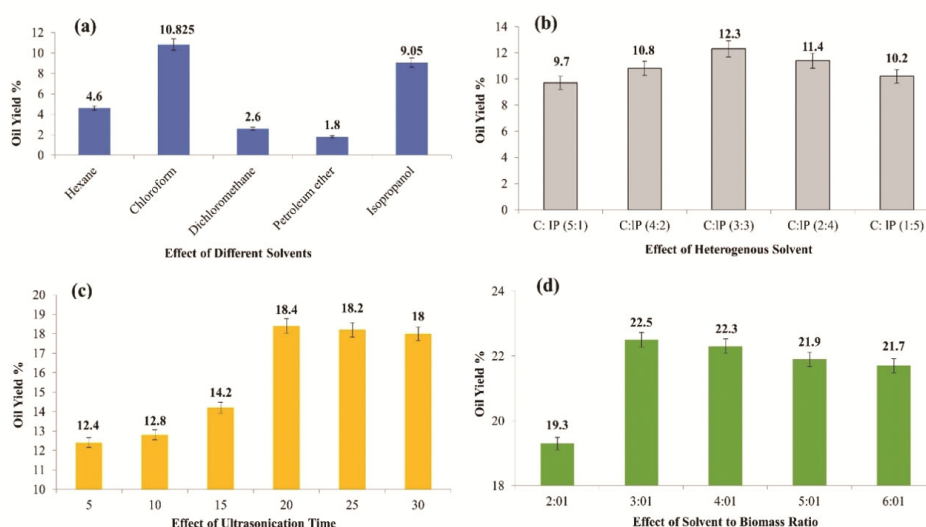 (a)
12
10
8
6
4
2
0
Oil Yield %
4.6
10.825
2.6
1.8
9.05
Hexane
Chloroform
Dichloromethane
Petroleum ether
Isopropanol
Effect of Different Solvents
(b)
14
12
10
8
6
4
2
0
Oil Yield %
9.7
10.8
12.3
11.4
10.2
C: IP (5:1)
C:IP (4:2)
C:IP (3:3)
C:IP (2:4)
C: IP (1:5)
Effect of Heterogenous Solvent
(c)
20
19
18
17
16
15
14
13
12
11
10
Oil Yield %
12.4
12.8
14.2
18.4
18.2
18
5
10
15
20
25
30
Effect of Ultrasonication Time
(d)
24
22
21
19
18
Oil Yield %
19.3
22.5
22.3
21.9
21.7
2:01
3:01
4:01
5:01
6:01
Effect of Solvent to Biomass Ratio